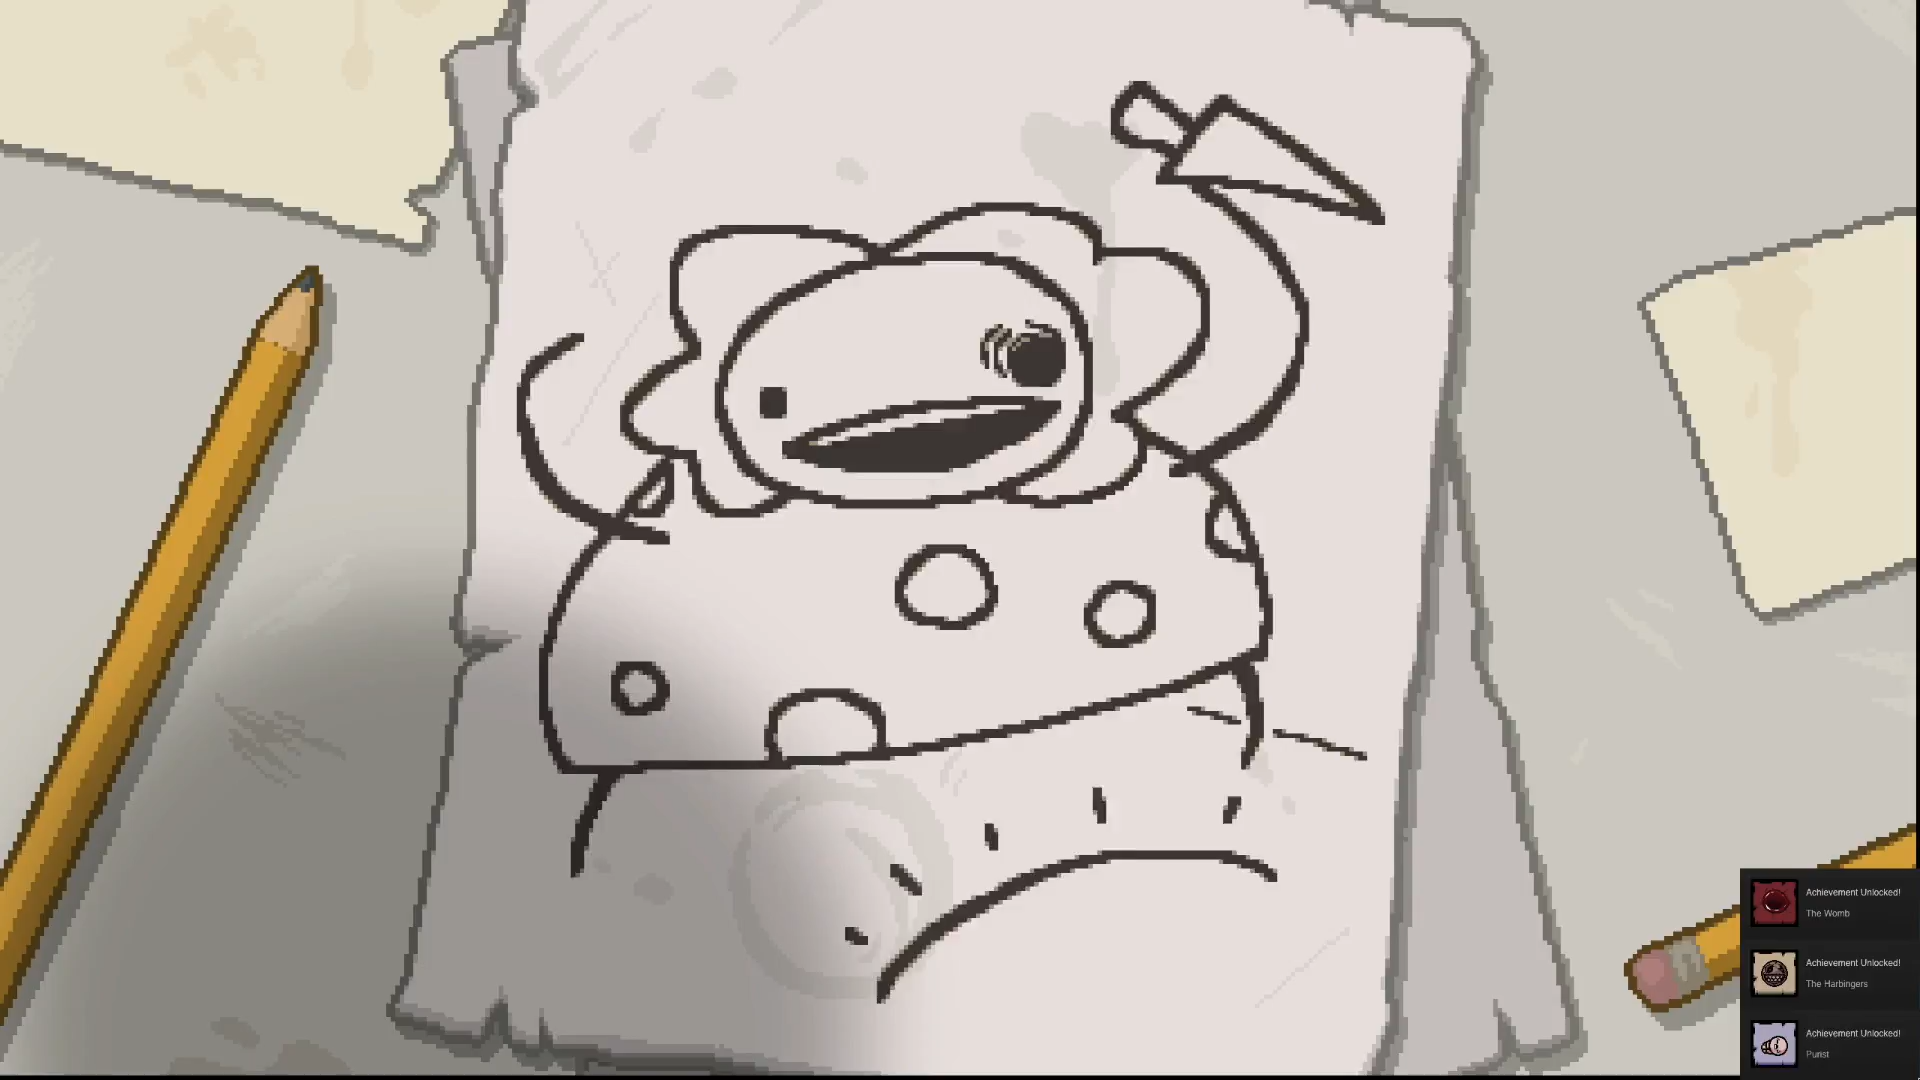 Achievement Unlocked!
The Womb
Achievement Unlocked!
The Harbingers
Achievement Unlocked!
Purist